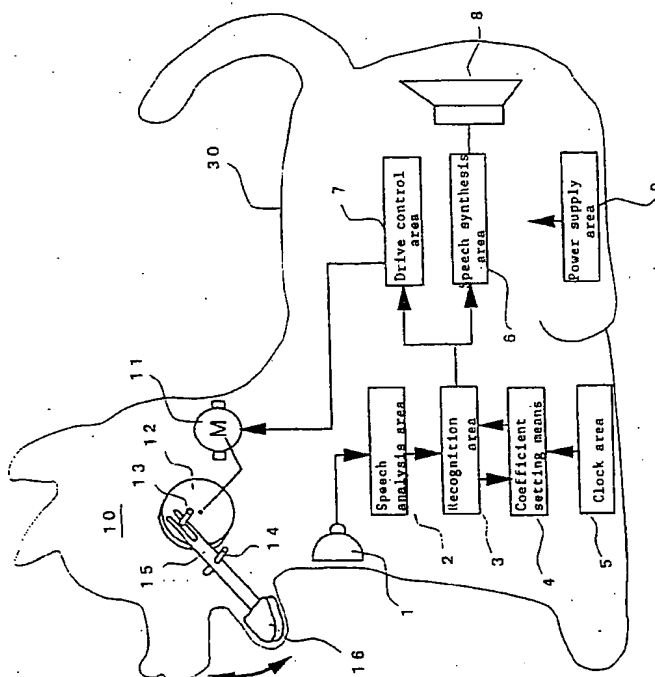 8
30
7
Drive control
area
Speech synthesis
area
6
Power supply
area
11
M
12
13
10
15
14
16
1
Speech
analysis area
2
Recognition
area
3
Coefficient
setting means
4
Clock area
5